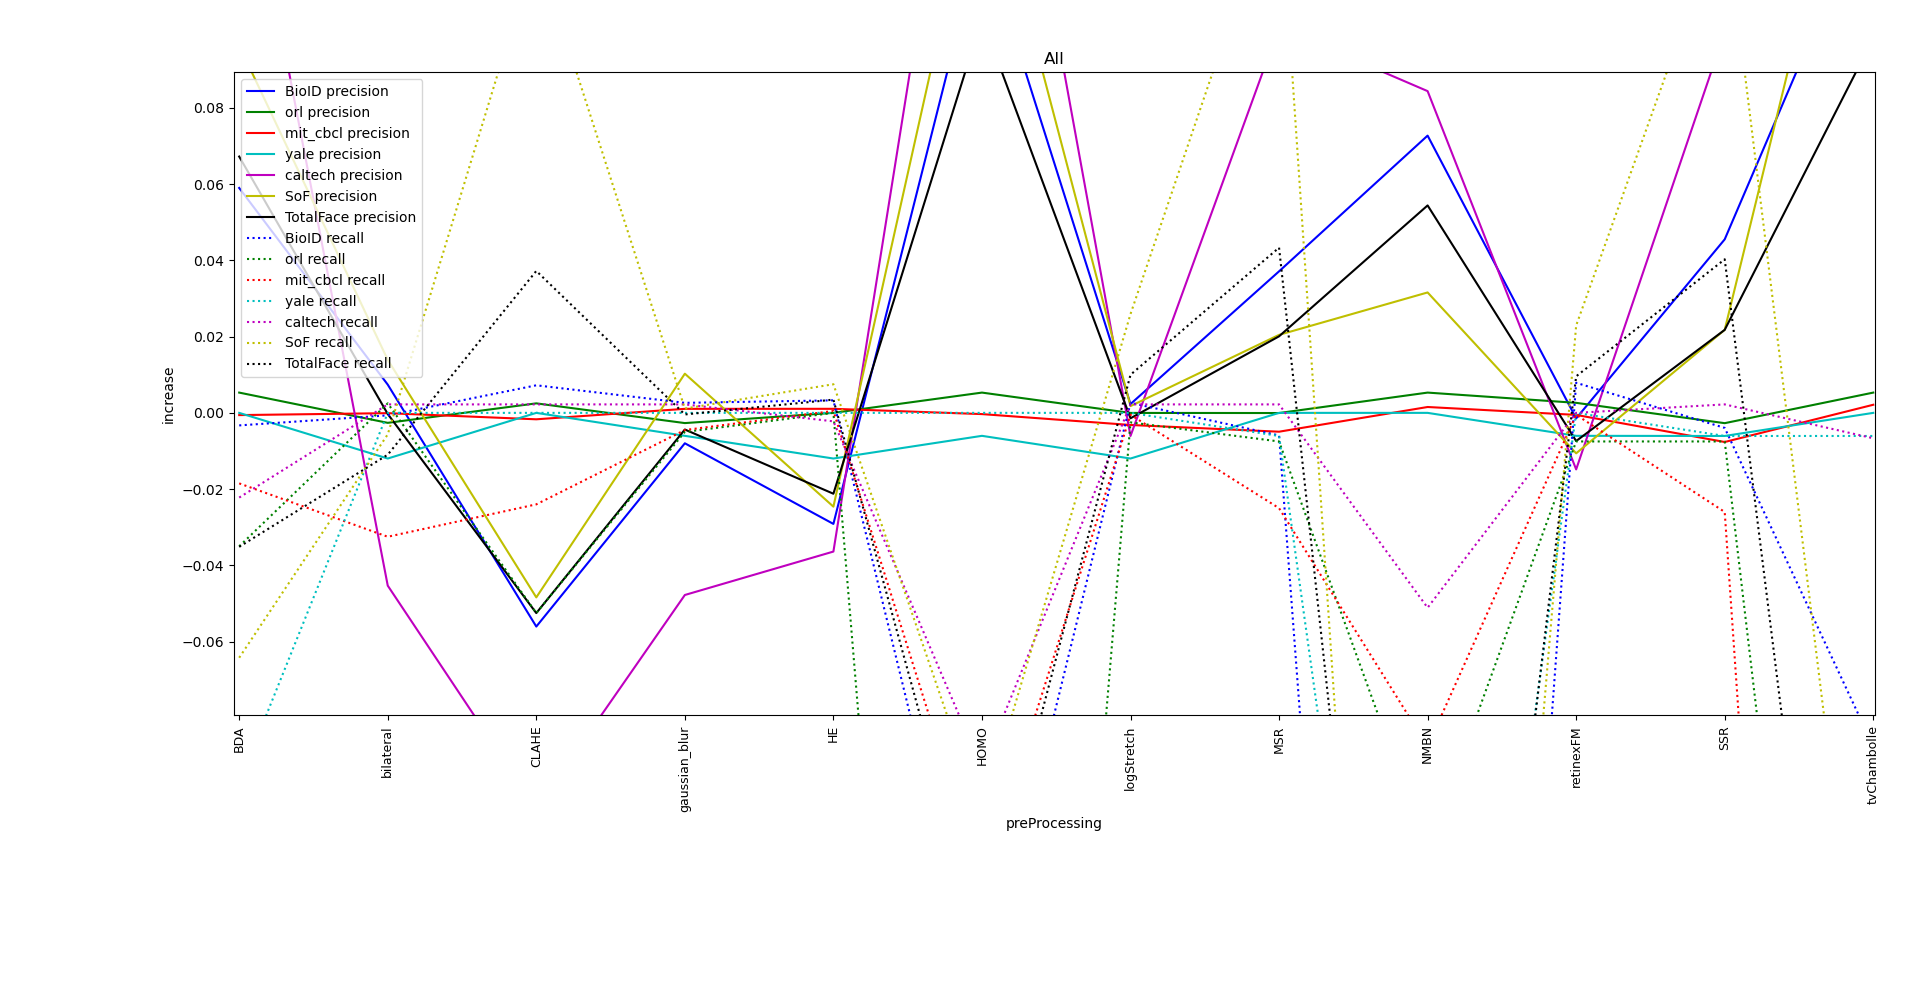 All
0.08
0.06
0.04
0.02
0.00
−0.02
−0.04
−0.06
increase
BioID precision
orl precision
mit_cbcl precision
yale precision
caltech precision
SoF precision
TotalFace precision
BioID recall
orl recall
mit_cbcl recall
yale recall
caltech recall
SoF recall
TotalFace recall
BDA
bilateral
CLAHE
gaussian_blur
HE
HOMO
logStretch
MSR
NMBN
retinexFM
SSR
tvChambolle
preProcessing